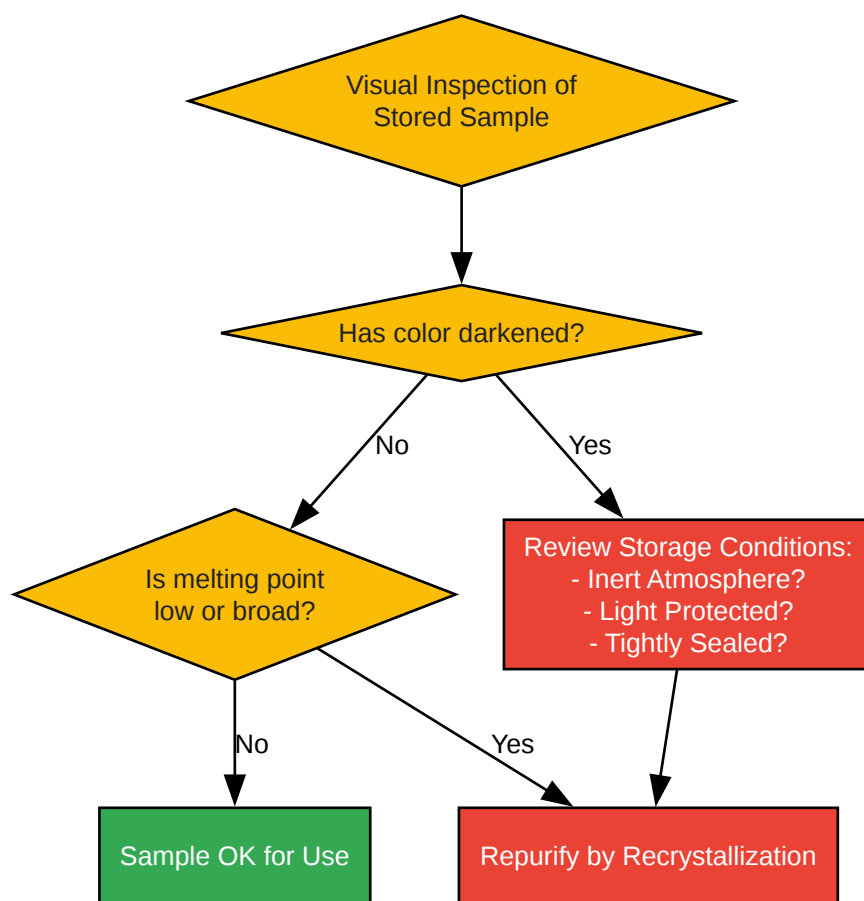 Visual Inspection of
Stored Sample
Has color darkened?
No
Yes
Is melting point
low or broad?
Review Storage Conditions:
- Inert Atmosphere?
- Light Protected?
- Tightly Sealed?
No
Yes
Sample OK for Use
Repurify by Recrystallization